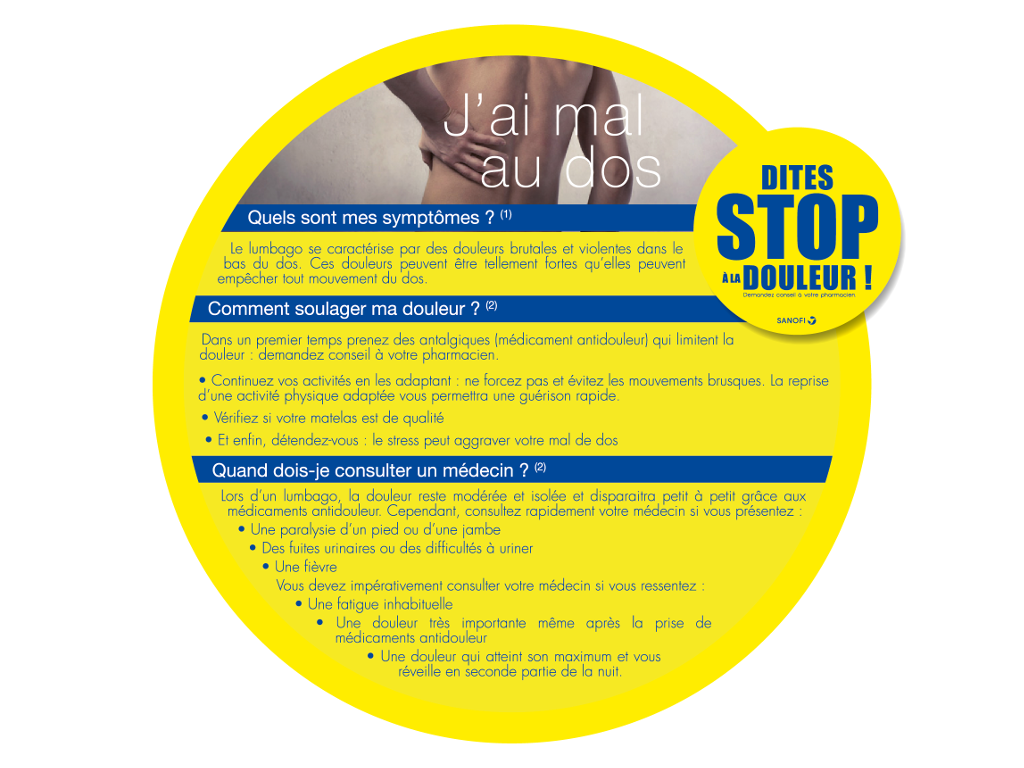 J'ai mal
au dos
DITES
STOP
À LA DOULEUR !
Demandez conseil à votre pharmacien.
SANOFI
Quels sont mes symptômes ? (1)
Le lumbago se caractérise par des douleurs brutales et violentes dans le
bas du dos. Ces douleurs peuvent être tellement fortes qu'elles peuvent
empêcher tout mouvement du dos.
Comment soulager ma douleur ? (2)
Dans un premier temps prenez des antalgiques (médicament antidouleur) qui limitent la
douleur : demandez conseil à votre pharmacien.
• Continuez vos activités en les adaptant : ne forcez pas et évitez les mouvements brusques. La reprise
d'une activité physique adaptée vous permettra une guérison rapide.
• Vérifiez si votre matelas est de qualité
• Et enfin, détendez-vous : le stress peut aggraver votre mal de dos
Quand dois-je consulter un médecin ? (2)
Lors d'un lumbago, la douleur reste modérée et isolée et disparaitra petit à petit grâce aux
médicaments antidouleur. Cependant, consultez rapidement votre médecin si vous présentez :
• Une paralysie d'un pied ou d'une jambe
• Des fuites urinaires ou des difficultés à uriner
• Une fièvre
Vous devez impérativement consulter votre médecin si vous ressentez :
• Une fatigue inhabituelle
• Une douleur très importante même après la prise de
médicaments antidouleur
• Une douleur qui atteint son maximum et vous
réveille en seconde partie de la nuit.